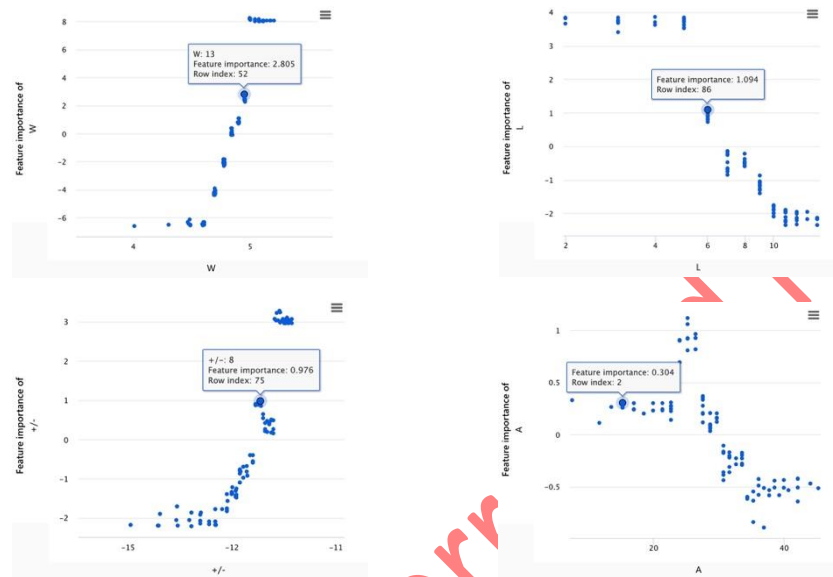 8
6
4
2
0
-2
-4
-6
4
5
W
Feature importance of
W
W: 13
Feature importance: 2.805
Row index: 52
4
3
2
1
0
-1
-2
2
4
6
8
10
L
Feature importance of
L
Feature importance: 1.094
Row index: 86
3
2
1
0
-1
-2
-15
-12
-11
+/-
Feature importance of
+/-
+/-: 8
Feature importance: 0.976
Row index: 75
1
0.5
0
-0.5
20
40
A
Feature importance of
A
Feature importance: 0.304
Row index: 2